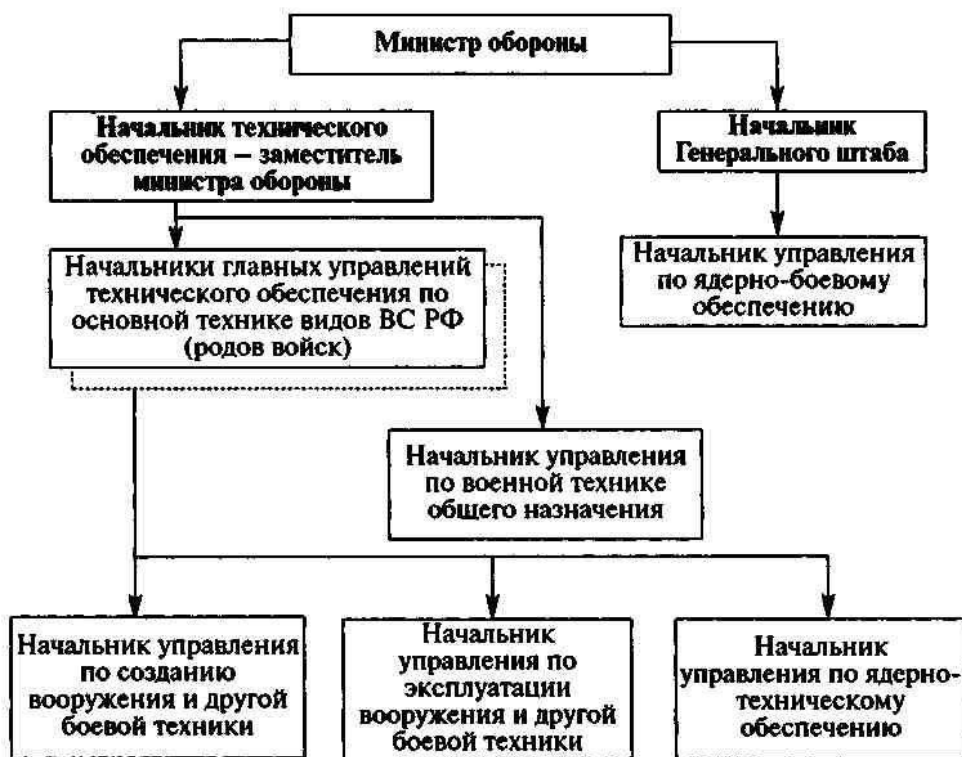 Министр обороны
Начальник технического
обеспечения – заместитель
министра обороны
Начальник
Генерального штаба
Начальники главных управлений
технического обеспечения по
основной технике видов ВС РФ
(родов войск)
Начальник управления
по ядерно-боевому
обеспечению
Начальник управления
по военной технике
общего назначения
Начальник управления
по созданию
вооружения и другой
боевой техники
Начальник
управления по
эксплуатации
вооружения и другой
боевой техники
Начальник
управления по ядерно-
техническому
обеспечению